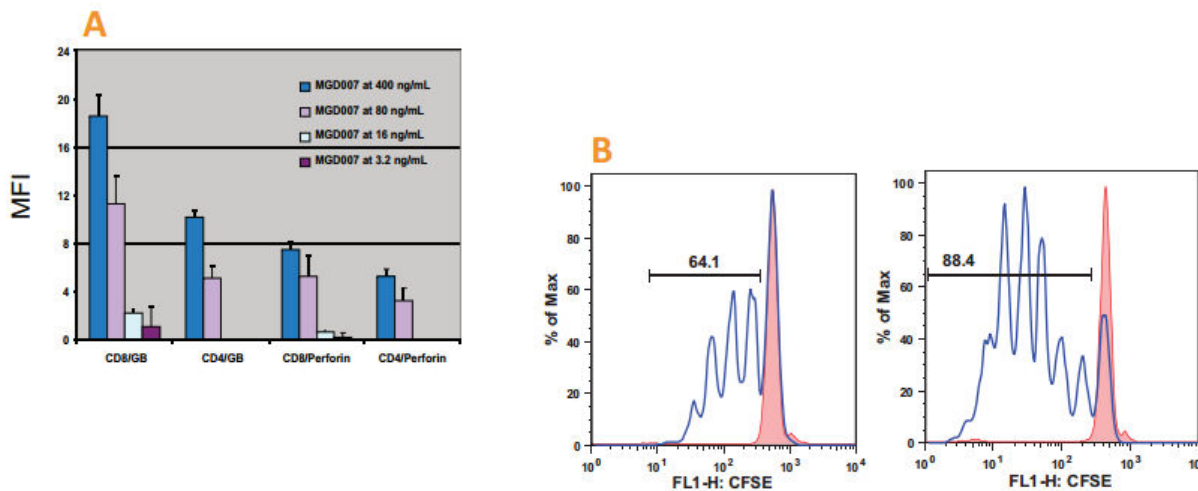 A
MFI
24
20
16
12
8
4
0
MGD007 at 400 ng/mL
MGD007 at 80 ng/mL
MGD007 at 16 ng/mL
MGD007 at 3.2 ng/mL
CD8/GB CD4/GB CD8/Perforin CD4/Perforin
B
% of Max
100
80
60
40
20
0
64.1
10^0 10^1 10^2 10^3 10^4
FL1-H: CFSE
% of Max
100
80
60
40
20
0
88.4
10^0 10^1 10^2 10^3 10
FL1-H: CFSE